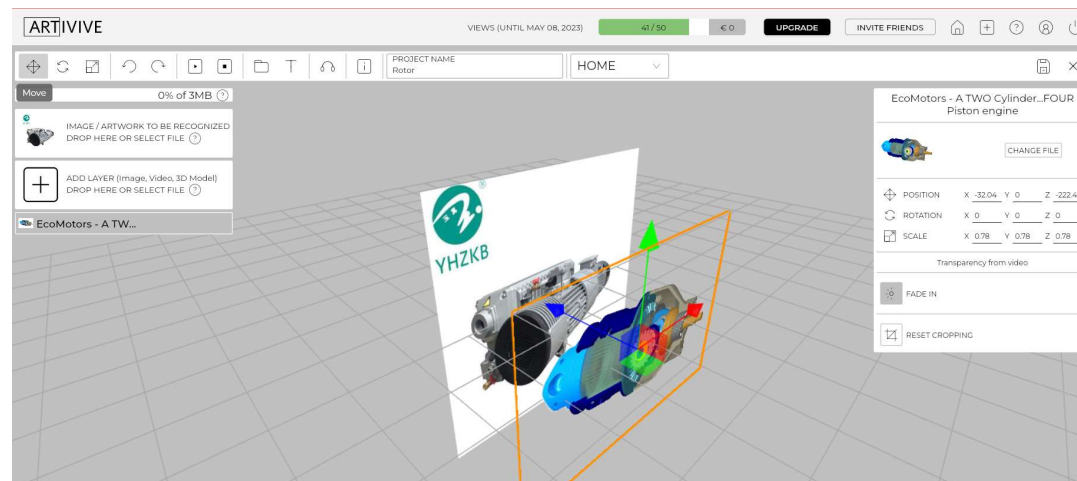 ARTIVIVE
VIEWS (UNTIL MAY 08, 2023)
41 / 50
€ 0
UPGRADE
INVITE FRIENDS
PROJECT NAME
Rotor
HOME
Move
0% of 3MB ?
IMAGE / ARTWORK TO BE RECOGNIZED
DROP HERE OR SELECT FILE ?
ADD LAYER (Image, Video, 3D Model)
DROP HERE OR SELECT FILE ?
EcoMotors - A TW...
YHZKB
EcoMotors - A TWO Cylinder...FOUR
Piston engine
CHANGE FILE
POSITION X -32.04 Y 0 Z -222.4
ROTATION X 0 Y 0 Z 0
SCALE X 0.78 Y 0.78 Z 0.78
Transparency from video
FADE IN
RESET CROPPING